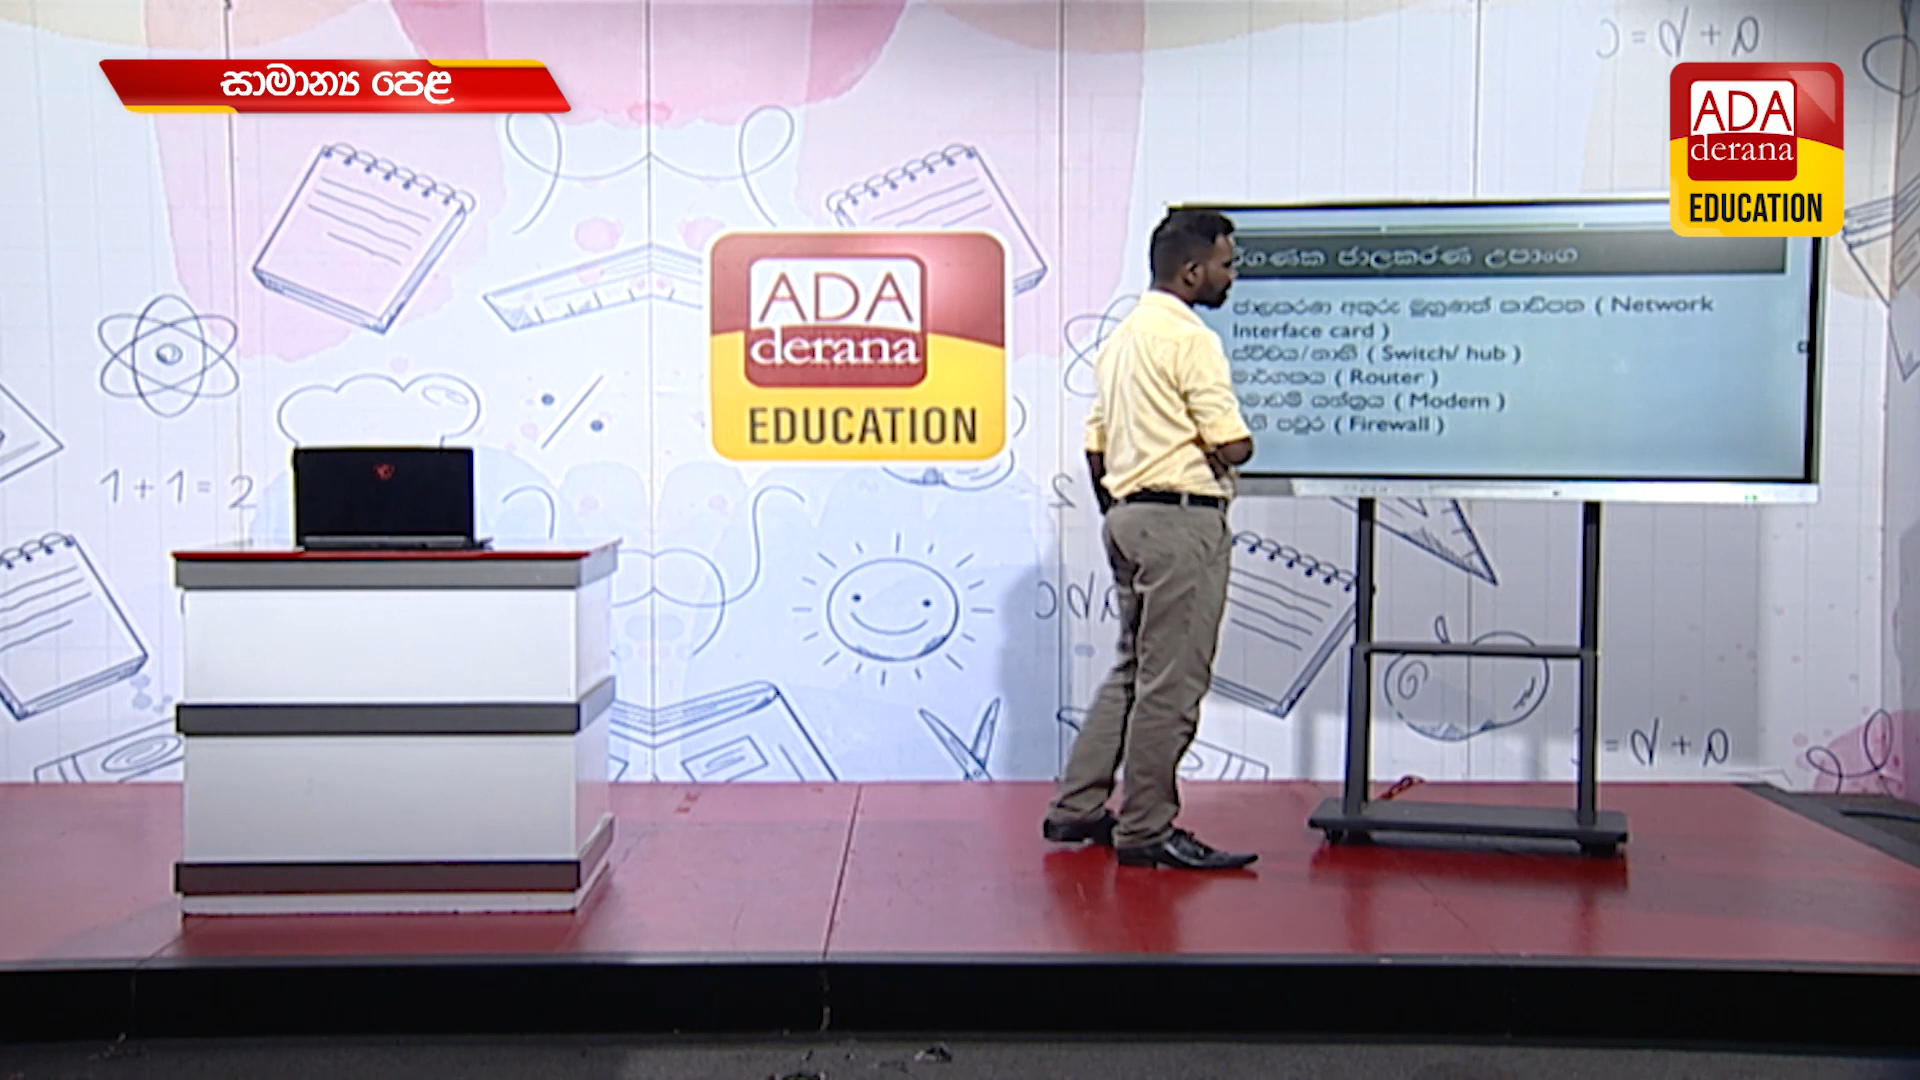 සාමාන්‍ය පෙළ
ADA
derana
EDUCATION
ADA
derana
EDUCATION
ජාලකරණ උපාංග
ජාලකරණ අතුරු මුහුණත් කාඩ්පත ( Network
Interface card )
ස්විචය/නාභි ( Switch/ hub )
මාර්ගකය ( Router )
යන්ත්‍රය ( Modem )
පවුර ( Firewall )
1+1=2